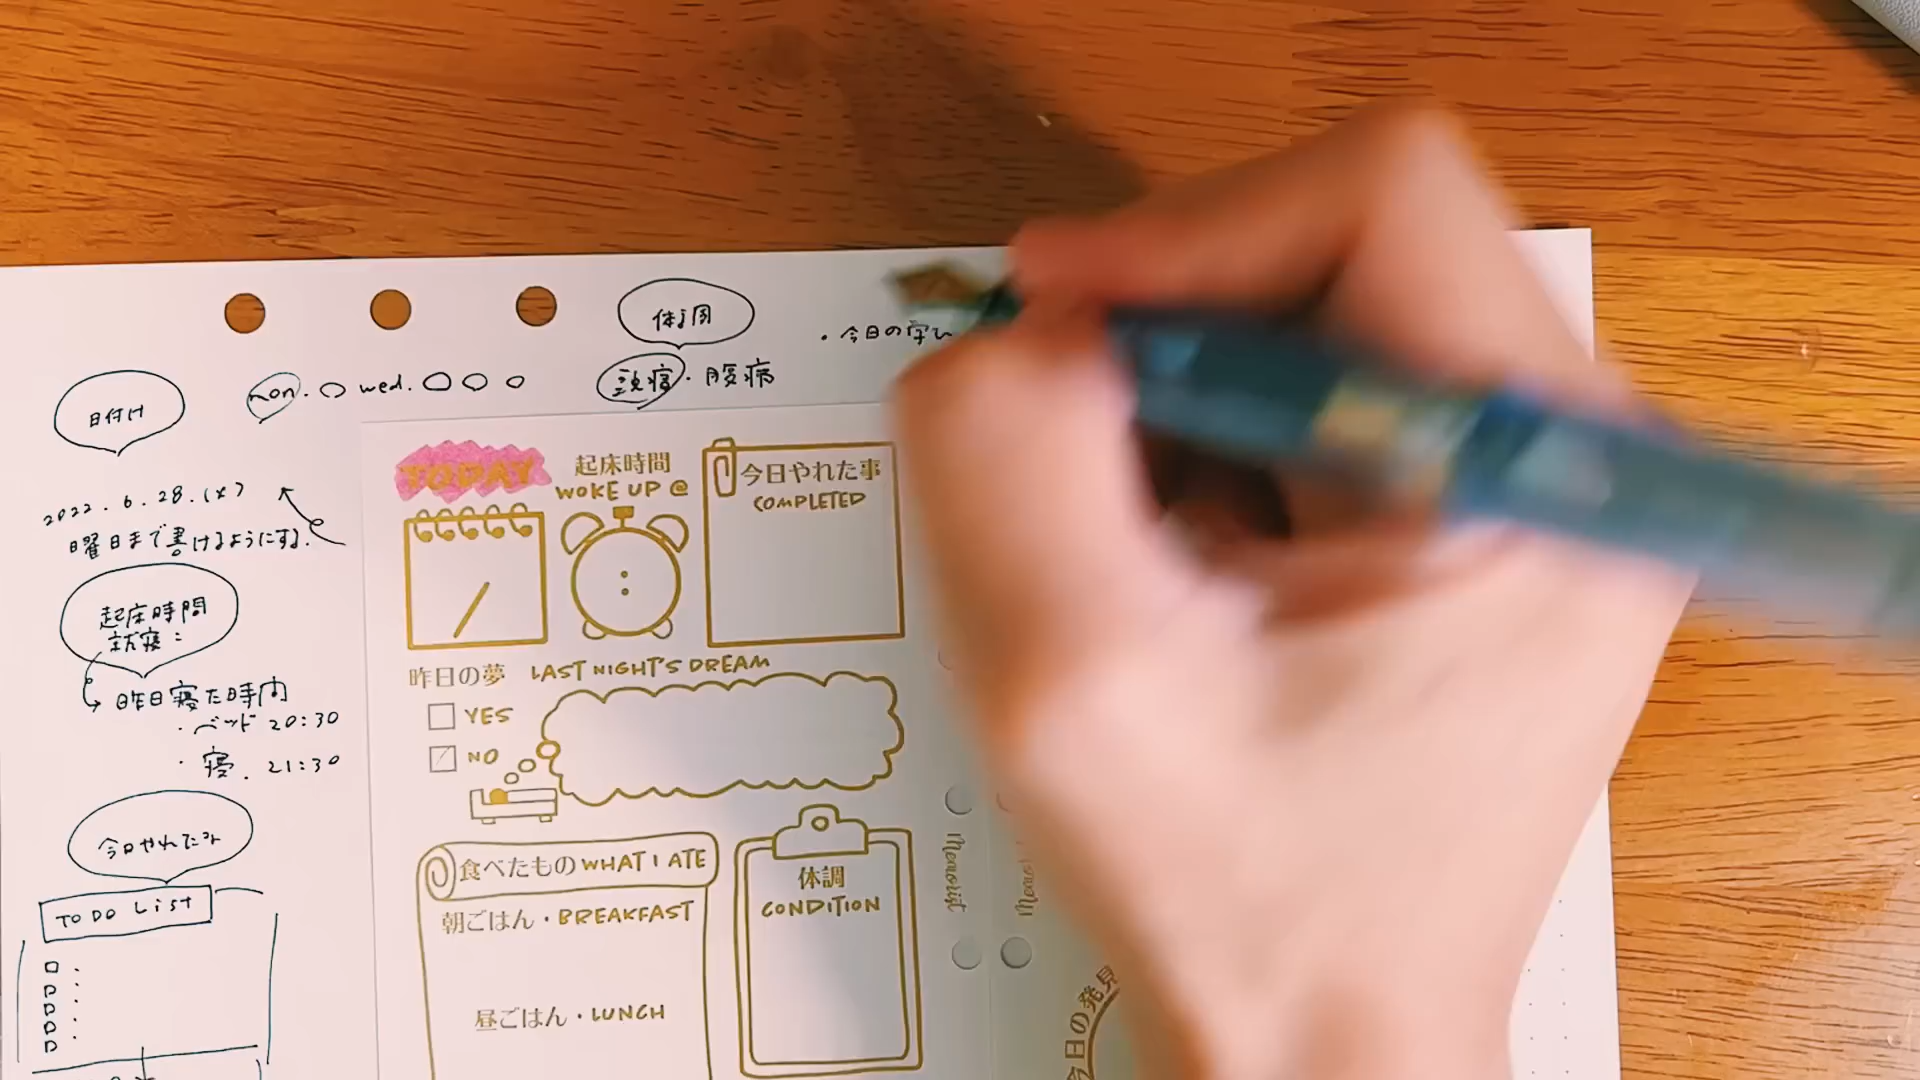 体調
・今日の学び
mon. wed.
頭痛・腹痛
日付け
TODAY
起床時間
WOKE UP @
今日やれた事
COMPLETED
2022.6.28.(火)
曜日まで書けるようにする.
起床時間
就寝:
昨日の夢 LAST NIGHT'S DREAM
昨日寝た時間
YES
・ベッド 20:30
NO
・寝. 21:30
今日やれたこと
食べたもの WHAT I ATE
体調
CONDITION
朝ごはん・BREAKFAST
TO DO List
Memorist
昼ごはん・LUNCH
今日の発見